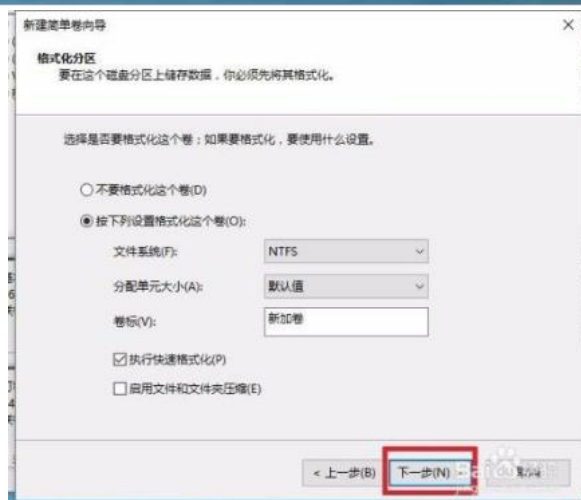 新建简单卷向导
格式化分区
要在这个磁盘分区上储存数据，你必须先将其格式化。
选择是否要格式化这个卷；如果要格式化，要使用什么设置。
不要格式化这个卷(D)
按下列设置格式化这个卷(O):
文件系统(F): NTFS
分配单元大小(A): 默认值
卷标(V): 新加卷
执行快速格式化(P)
启用文件和文件夹压缩(E)
< 上一步(B) 下一步(N) 取消